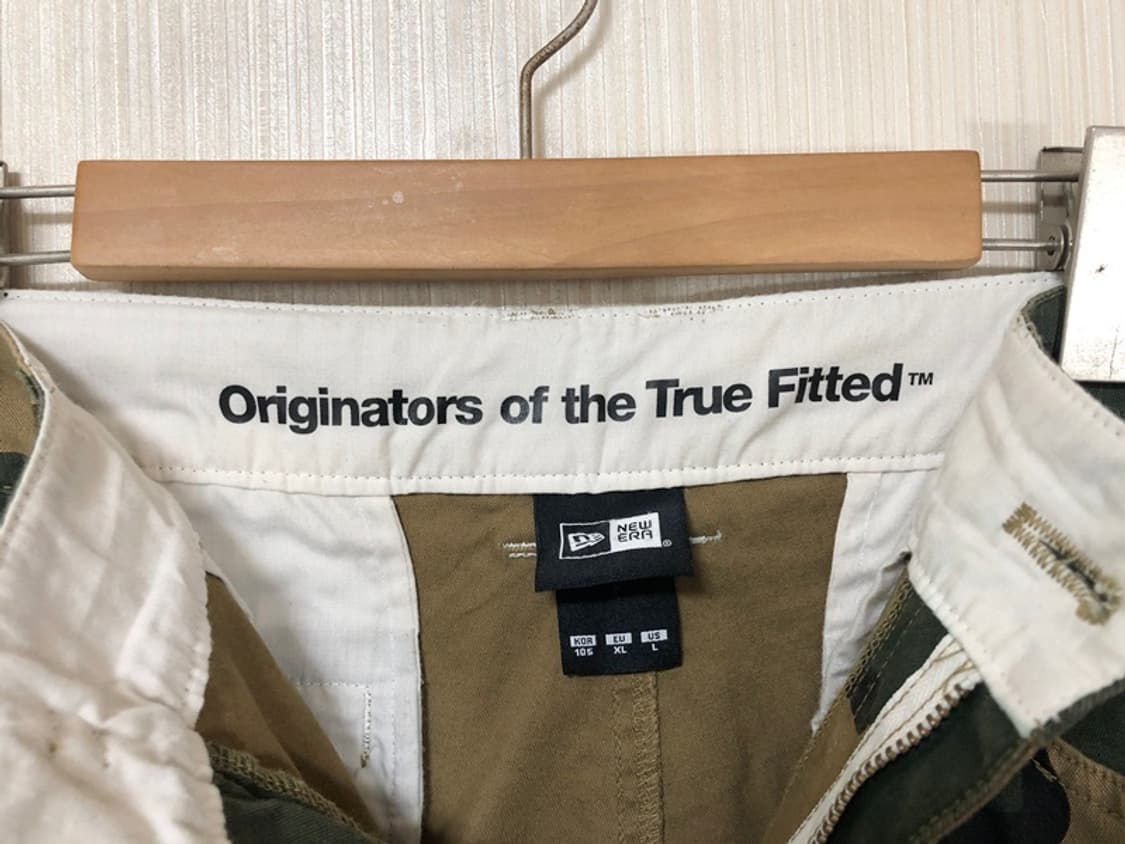 Originators of the True Fitted™
NEW
ERA®
KOR EU US
105 XL L